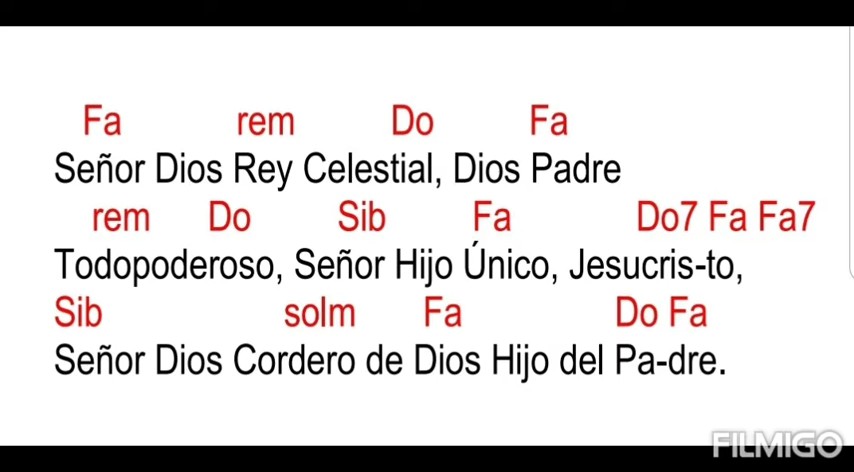 Fa rem Do Fa
Señor Dios Rey Celestial, Dios Padre
rem Do Sib Fa Do7 Fa Fa7
Todopoderoso, Señor Hijo Único, Jesucris-to,
Sib solm Fa Do Fa
Señor Dios Cordero de Dios Hijo del Pa-dre.
FILMIGO